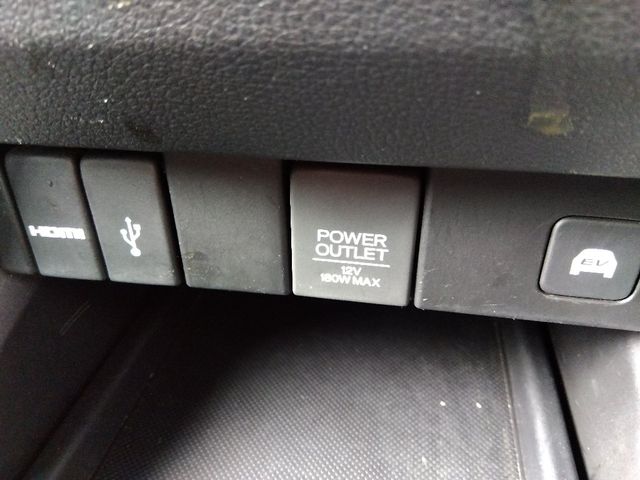 HDMI
POWER
OUTLET
12V
180W MAX
EV